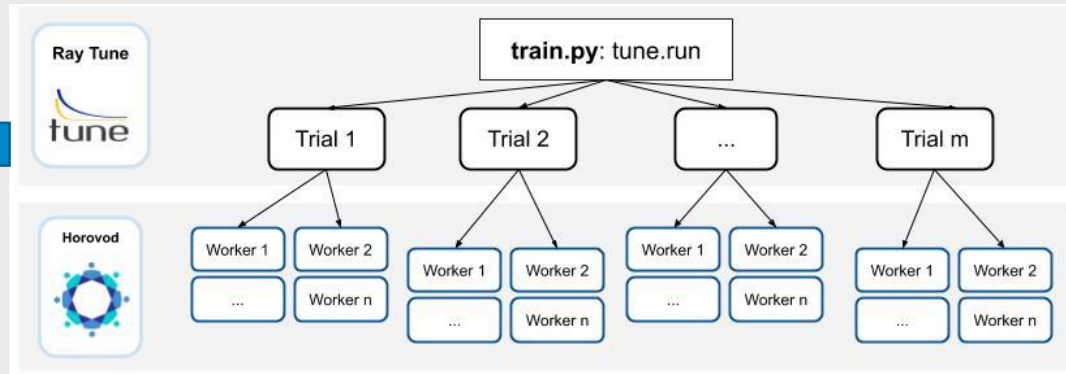 Ray Tune
tune
train.py: tune.run
Trial 1
Trial 2
...
Trial m
Horovod
Worker 1
Worker 2
...
Worker n
Worker 1
Worker 2
...
Worker n
Worker 1
Worker 2
...
Worker n
Worker 1
Worker 2
...
Worker n